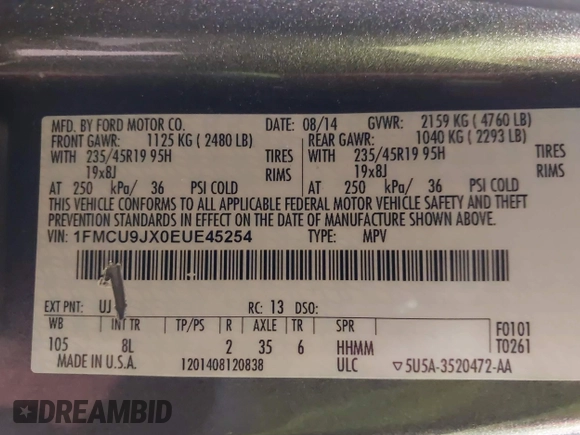 MFD. BY FORD MOTOR CO. DATE: 08/14 GVWR: 2159 KG ( 4760 LB)
FRONT GAWR: 1125 KG ( 2480 LB) REAR GAWR: 1040 KG ( 2293 LB)
WITH 235/45R19 95H TIRES WITH 235/45R19 95H TIRES
19x8J RIMS 19x8J RIMS
AT 250 kPa/ 36 PSI COLD AT 250 kPa/ 36 PSI COLD
THIS VEHICLE CONFORMS TO ALL APPLICABLE FEDERAL MOTOR VEHICLE SAFETY AND THEFT
PREVENTION STANDARDS IN EFFECT ON THE DATE OF MANUFACTURE SHOWN ABOVE.
VIN: 1FMCU9JX0EUE45254 TYPE: MPV
EXT PNT: UJ RC: 13 DSO:
WB INT TR TP/PS R AXLE TR SPR F0101
105 8L 2 35 6 HHMM T0261
MADE IN U.S.A. 1201408120838 ULC ▽5U5A-3520472-AA
DREAMBID